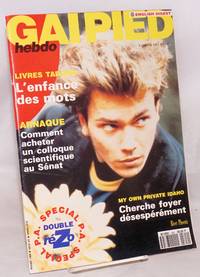 ENGLISH DIGEST
GAI PIED
hebdo
LIVRES TABOUS
L'enfance
des mots
ARNAQUE
Comment
acheter
un colloque
scientifique
au Sénat
SPECIAL P.A. SPECIAL P.A.
DOUBLE
réZo
MY OWN PRIVATE IDAHO
Cherche foyer
désespérément